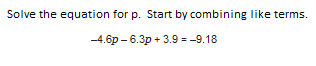 Solve the equation for p. Start by combining like terms.
–4.6p – 6.3p + 3.9 = –9.18